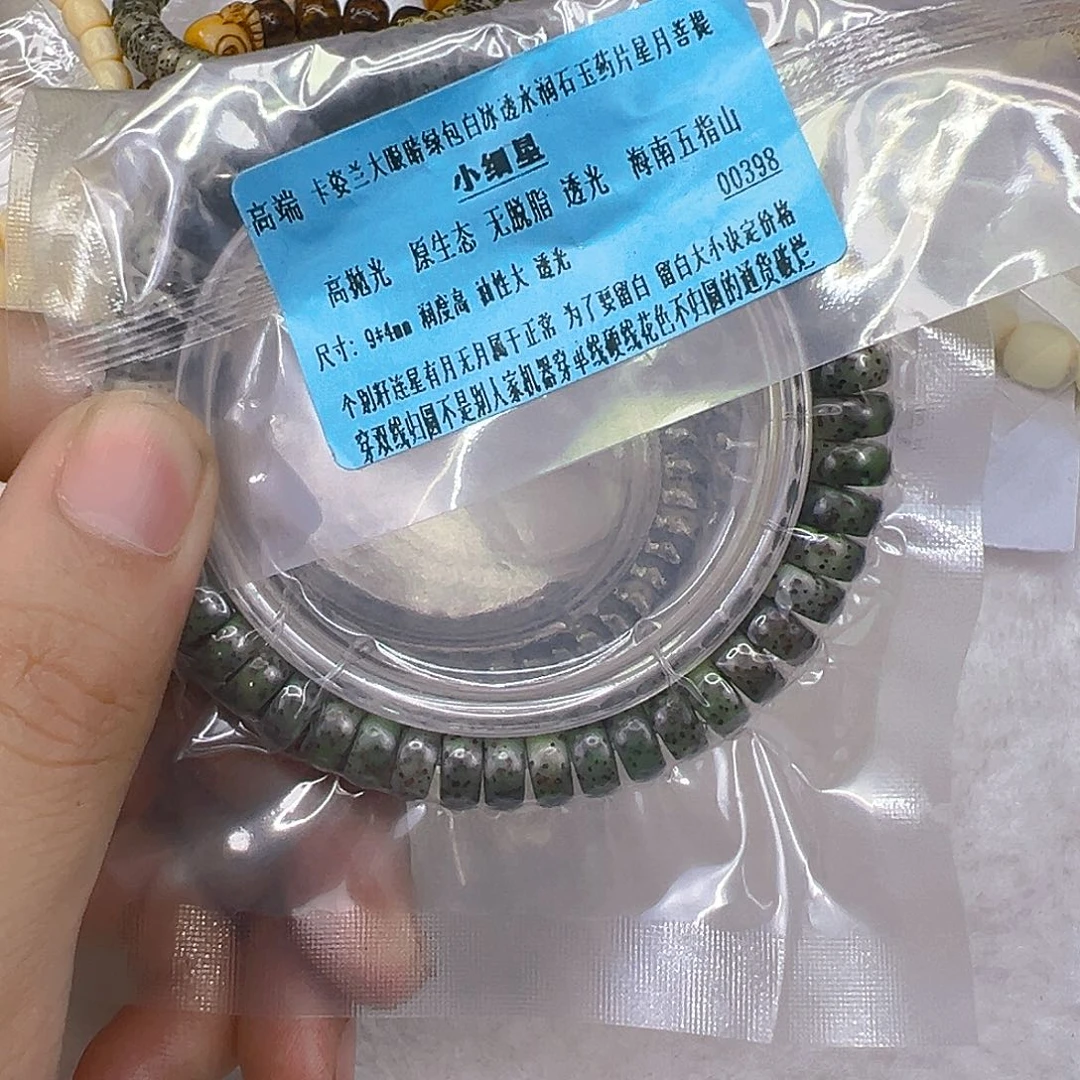 高端 卡姿兰大眼睛绿包白冰透水润石玉药片星月菩提
小细星
高抛光 原生态 无脱脂 透光 海南五指山
00398
尺寸: 9*4mm 润度高 油性大 透光
个别籽连星有月无月属于正常 为了要留白 留白大小决定价格
穿双线归圆不是别人家机器穿单线硬线花色不归圆的通货破烂